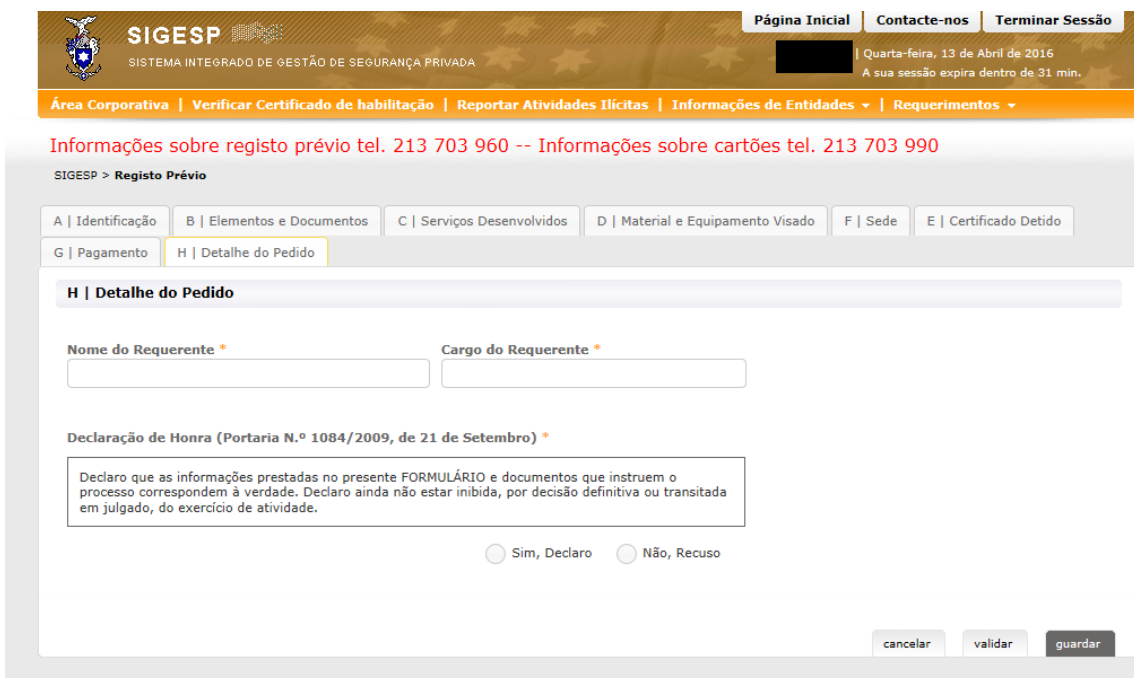 Página Inicial
Contacte-nos
Terminar Sessão
SIGESP
SISTEMA INTEGRADO DE GESTÃO DE SEGURANÇA PRIVADA
| Quarta-feira, 13 de Abril de 2016
A sua sessão expira dentro de 31 min.
Área Corporativa | Verificar Certificado de habilitação | Reportar Atividades Ilícitas | Informações de Entidades | Requerimentos
Informações sobre registo prévio tel. 213 703 960 -- Informações sobre cartões tel. 213 703 990
SIGESP > Registo Prévio
A | Identificação
B | Elementos e Documentos
C | Serviços Desenvolvidos
D | Material e Equipamento Visado
F | Sede
E | Certificado Detido
G | Pagamento
H | Detalhe do Pedido
H | Detalhe do Pedido
Nome do Requerente *
Cargo do Requerente *
Declaração de Honra (Portaria N.º 1084/2009, de 21 de Setembro) *
Declaro que as informações prestadas no presente FORMULÁRIO e documentos que instruem o
processo correspondem à verdade. Declaro ainda não estar inibida, por decisão definitiva ou transitada
em julgado, do exercício de atividade.
Sim, Declaro
Não, Recuso
cancelar
validar
guardar